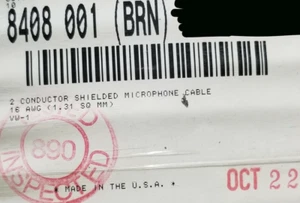 8408 001 (BRN)
2 CONDUCTOR SHIELDED MICROPHONE CABLE
16 AWG (1.31 SQ MM)
VW-1
890
INSPECTED
* MADE IN THE U.S.A. *
OCT 22